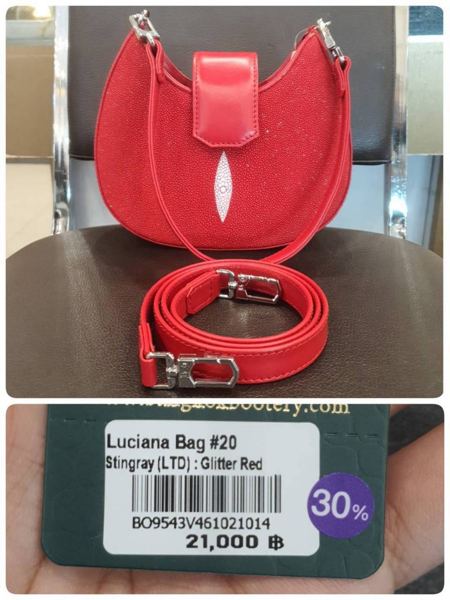 Luciana Bag #20
Stingray (LTD) : Glitter Red
BO9543V461021014
30%
21,000 ฿